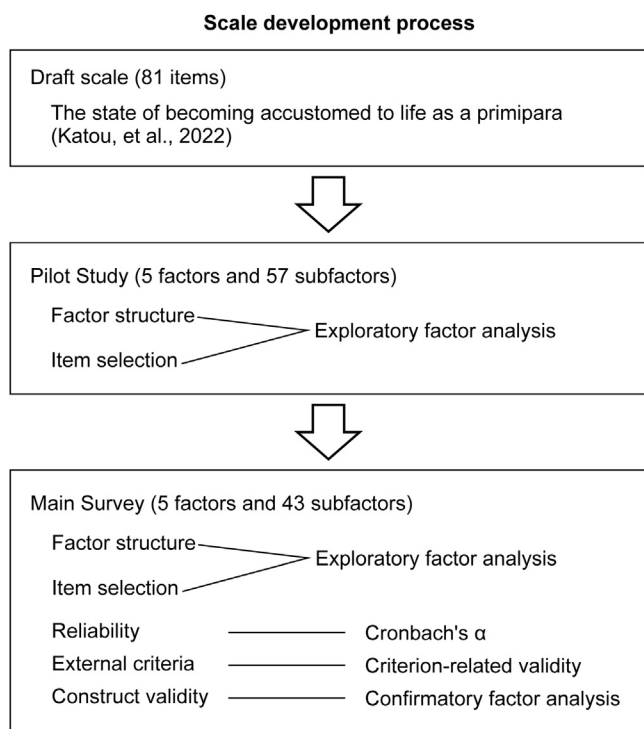 Scale development process
Draft scale (81 items)
The state of becoming accustomed to life as a primipara
(Katou, et al., 2022)
Pilot Study (5 factors and 57 subfactors)
Factor structure
Exploratory factor analysis
Item selection
Main Survey (5 factors and 43 subfactors)
Factor structure
Exploratory factor analysis
Item selection
Reliability Cronbach's α
External criteria Criterion-related validity
Construct validity Confirmatory factor analysis